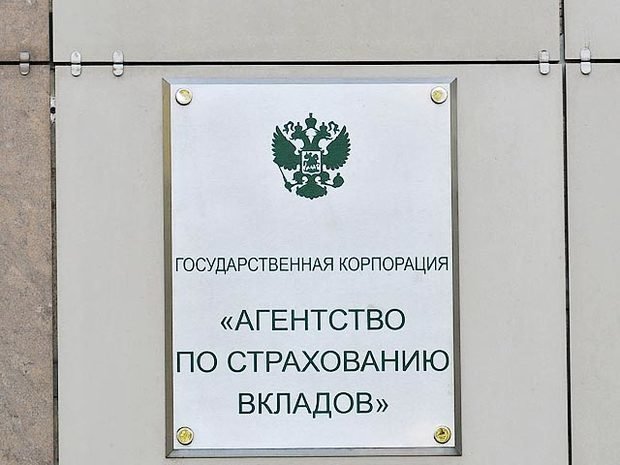 ГОСУДАРСТВЕННАЯ КОРПОРАЦИЯ
«АГЕНТСТВО
ПО СТРАХОВАНИЮ
ВКЛАДОВ»